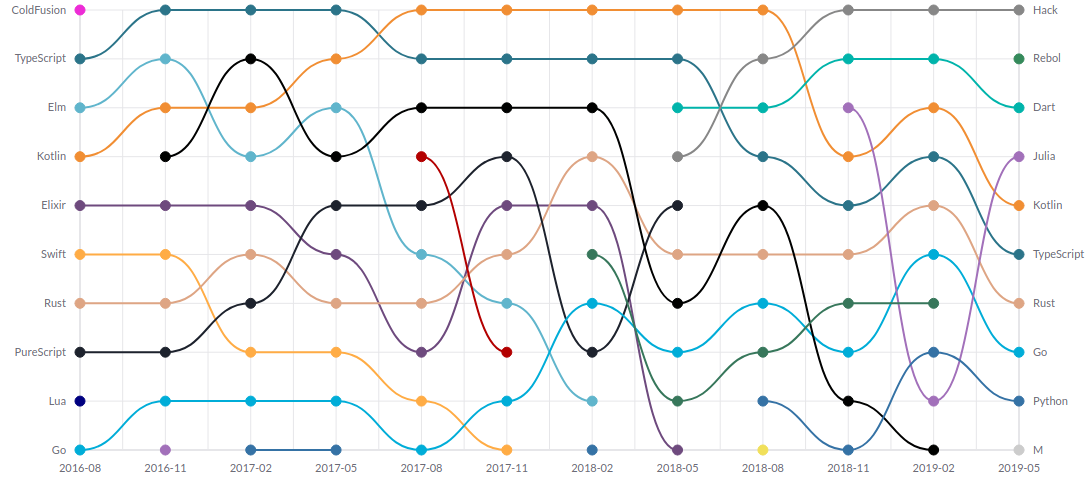 ColdFusion Hack
TypeScript Rebol
Elm Dart
Kotlin Julia
Elixir Kotlin
Swift TypeScript
Rust Rust
PureScript Go
Lua Python
Go M
2016-08 2016-11 2017-02 2017-05 2017-08 2017-11 2018-02 2018-05 2018-08 2018-11 2019-02 2019-05